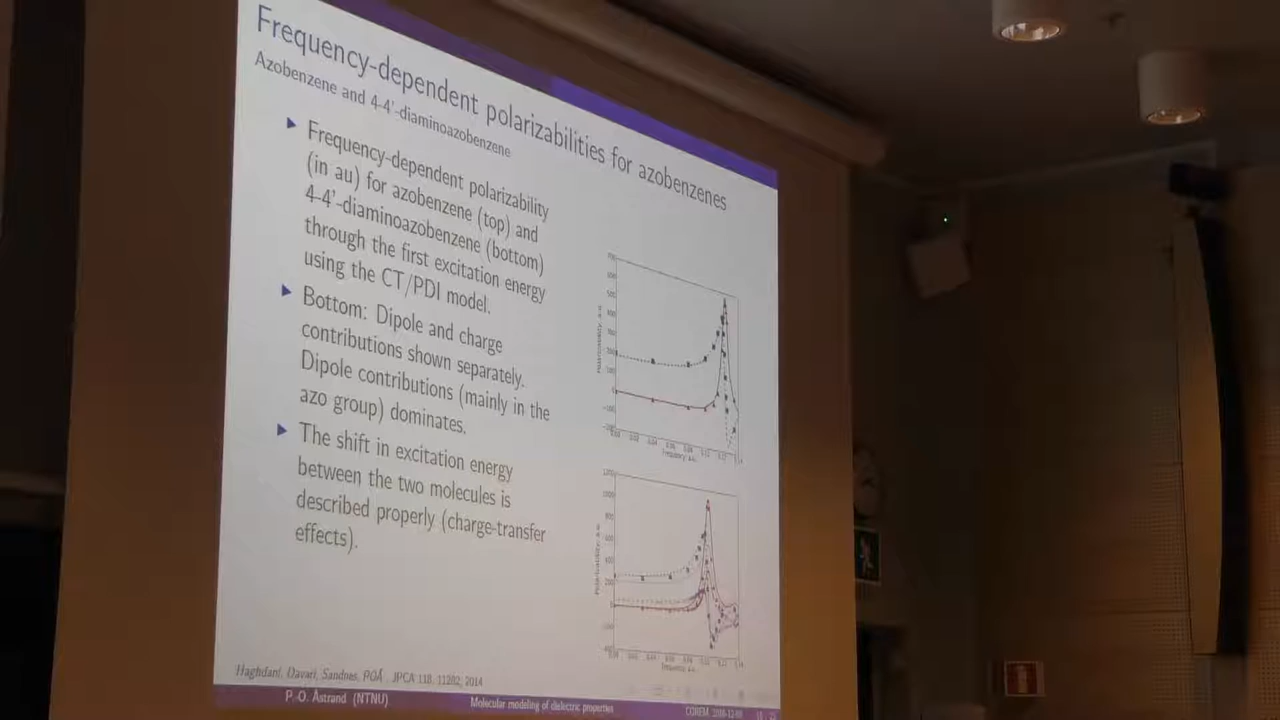 Frequency-dependent polarizabilities for azobenzenes
Azobenzene and 4-4'-diaminoazobenzene
Frequency-dependent polarizability
(in au) for azobenzene (top) and
4-4'-diaminoazobenzene (bottom)
through the first excitation energy
using the CT/PDI model.
Bottom: Dipole and charge
contributions shown separately.
Dipole contributions (mainly in the
azo group) dominates.
The shift in excitation energy
between the two molecules is
described properly (charge-transfer
effects).
Haghdani, Davari, Sandnes, POÅ, JPCA 118, 11282, 2014
P.-O. Åstrand (NTNU)
Molecular modeling of dielectric properties